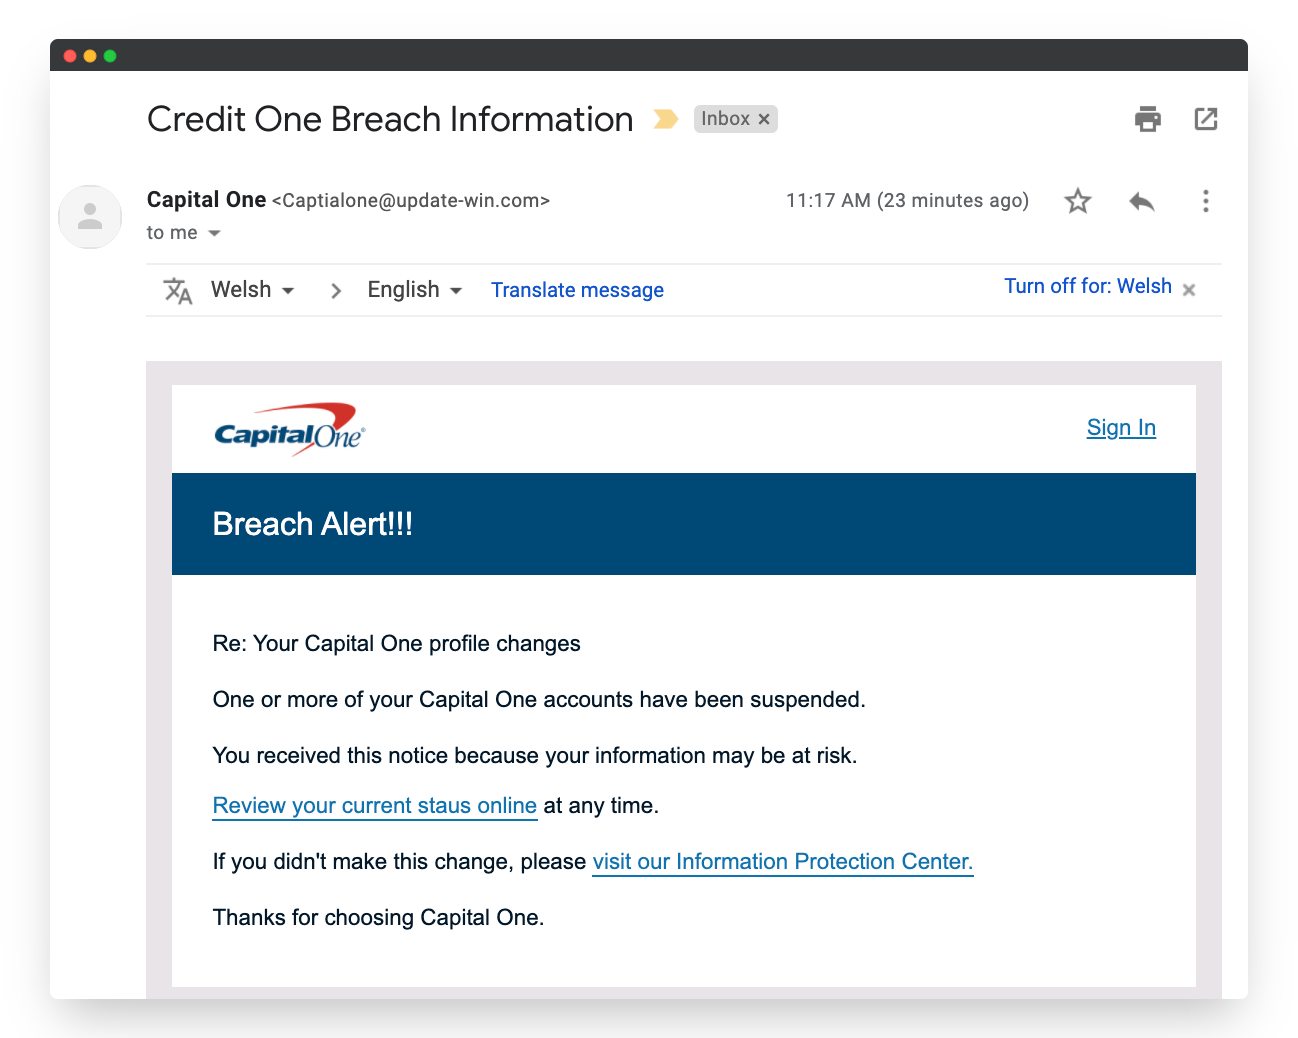 Credit One Breach Information Inbox ×
Capital One <Captialone@update-win.com> 11:17 AM (23 minutes ago)
to me
Welsh > English Translate message Turn off for: Welsh ×
CapitalOne® Sign In
Breach Alert!!!
Re: Your Capital One profile changes
One or more of your Capital One accounts have been suspended.
You received this notice because your information may be at risk.
Review your current staus online at any time.
If you didn't make this change, please visit our Information Protection Center.
Thanks for choosing Capital One.